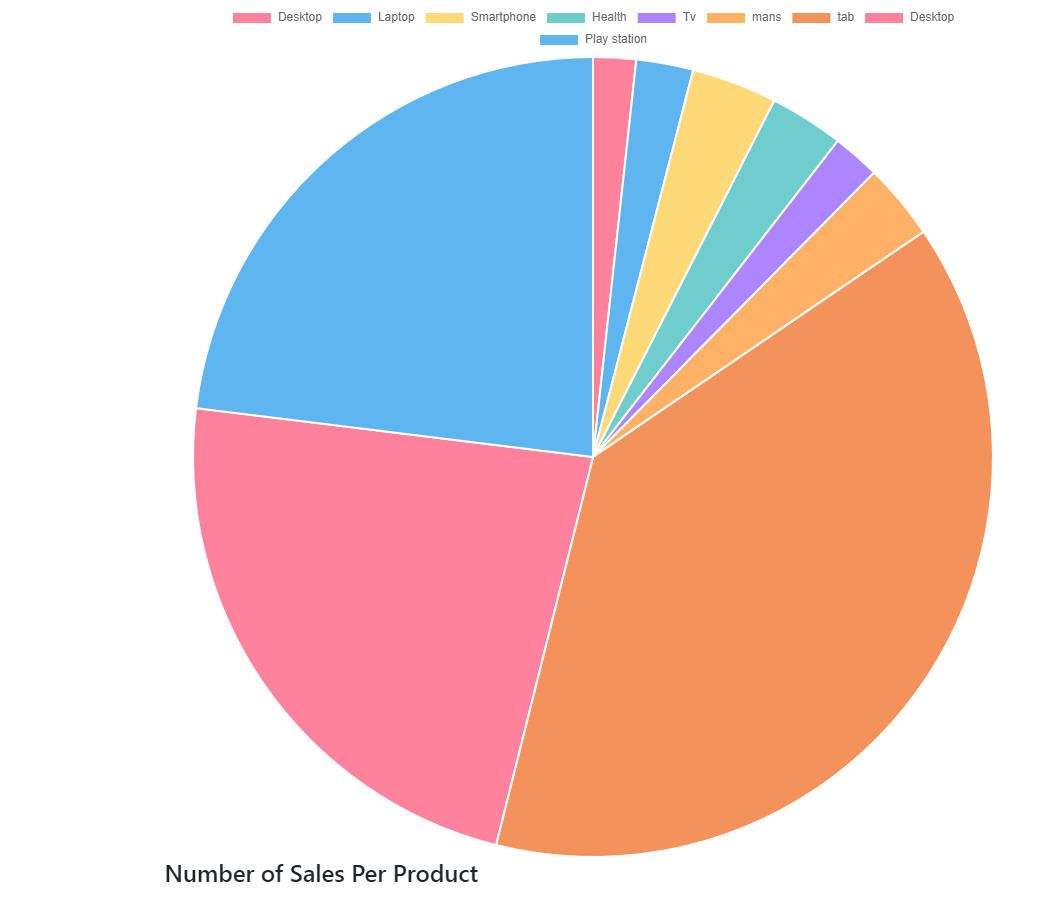 Desktop Laptop Smartphone Health Tv mans tab Desktop
Play station
Number of Sales Per Product